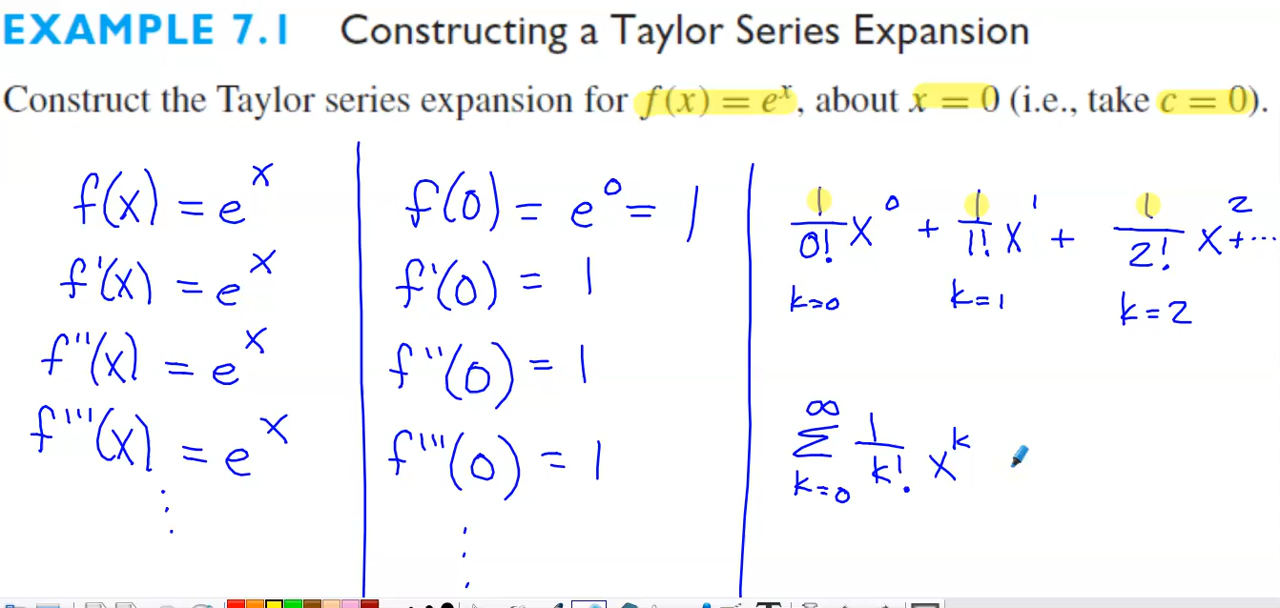 EXAMPLE 7.1 Constructing a Taylor Series Expansion
Construct the Taylor series expansion for f(x) = e^x, about x = 0 (i.e., take c = 0).
f(x) = e^x
f'(x) = e^x
f''(x) = e^x
f'''(x) = e^x
⋮
f(0) = e^0 = 1
f'(0) = 1
f''(0) = 1
f'''(0) = 1
⋮
1/0! x^0 + 1/1! x^1 + 1/2! x^2 + ...
k=0 k=1 k=2
∞
∑ 1/k! x^k
k=0